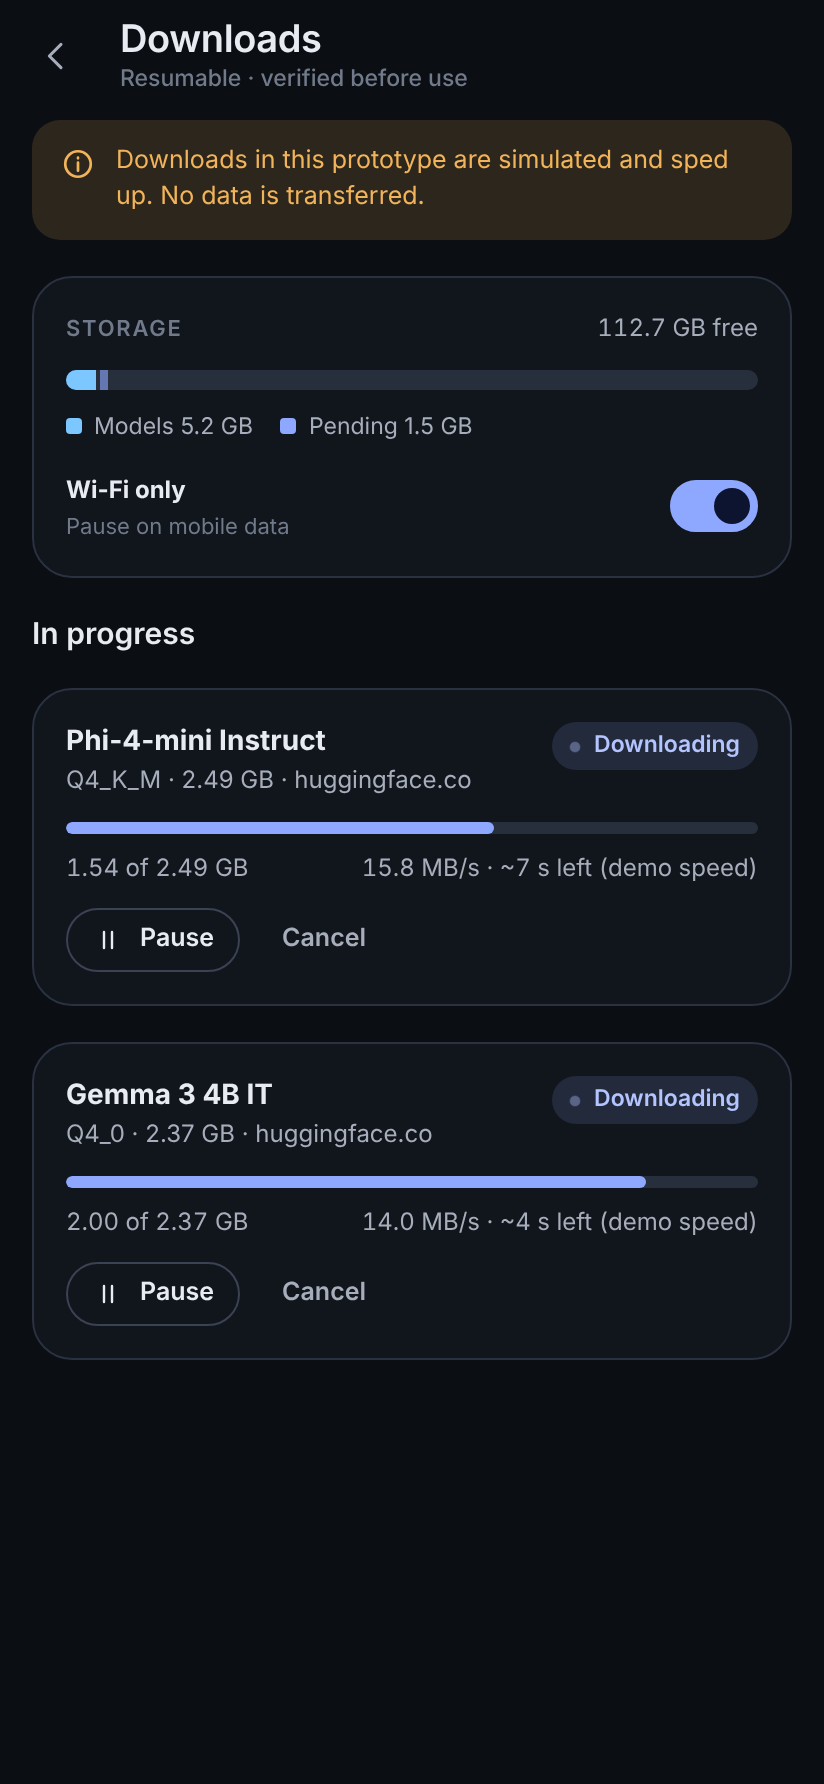 Downloads
Resumable · verified before use
Downloads in this prototype are simulated and sped
up. No data is transferred.
STORAGE
112.7 GB free
Models 5.2 GB
Pending 1.5 GB
Wi-Fi only
Pause on mobile data
In progress
Phi-4-mini Instruct
Downloading
Q4_K_M · 2.49 GB · huggingface.co
1.54 of 2.49 GB
15.8 MB/s · ~7 s left (demo speed)
Pause
Cancel
Gemma 3 4B IT
Downloading
Q4_0 · 2.37 GB · huggingface.co
2.00 of 2.37 GB
14.0 MB/s · ~4 s left (demo speed)
Pause
Cancel